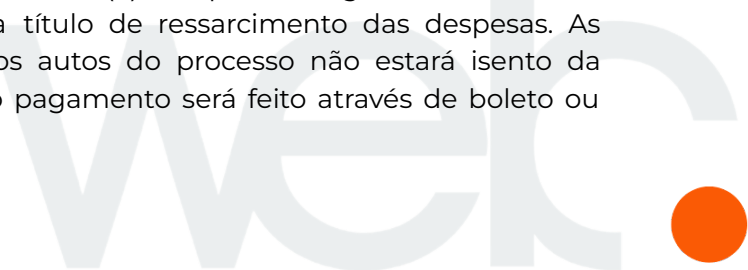 a título de ressarcimento das despesas. As
os autos do processo não estará isento da
o pagamento será feito através de boleto ou
web